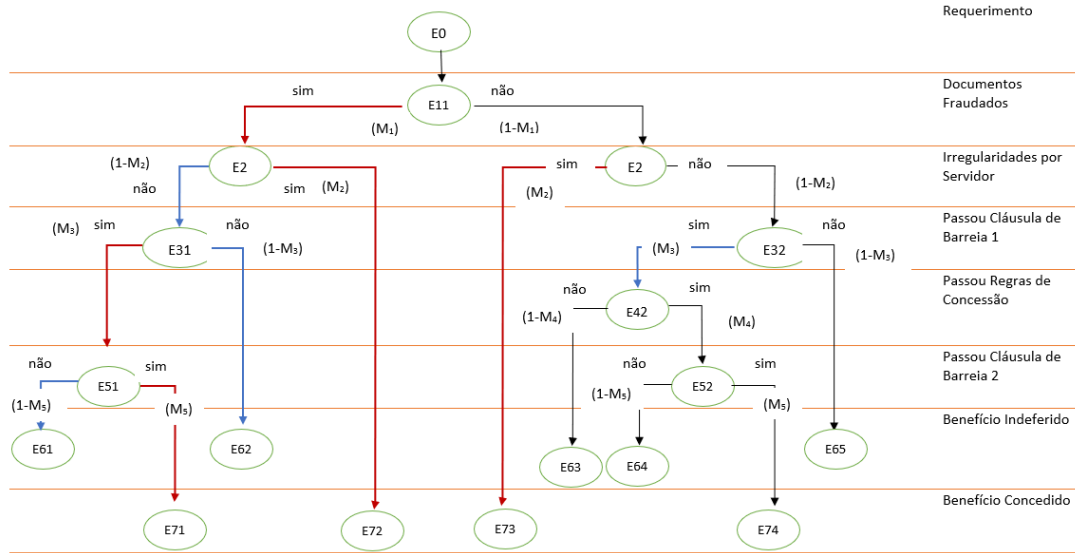 Requerimento
E0
Documentos
Fraudados
sim
não
E11
(M₁)
(1-M₁)
Irregularidades por
Servidor
(1-M₂)
E2
sim
E2
não
não
sim
(M₂)
(M₂)
(1-M₂)
Passou Cláusula de
Barreia 1
(M₃)
sim
não
sim
não
E31
(1-M₃)
(M₃)
E32
(1-M₃)
Passou Regras de
Concessão
não
sim
E42
(1-M₄)
(M₄)
Passou Cláusula de
Barreia 2
não
sim
não
sim
E51
E52
(1-M₅)
(M₅)
(1-M₅)
(M₅)
Benefício Indeferido
E61
E62
E63
E64
E65
Benefício Concedido
E71
E72
E73
E74